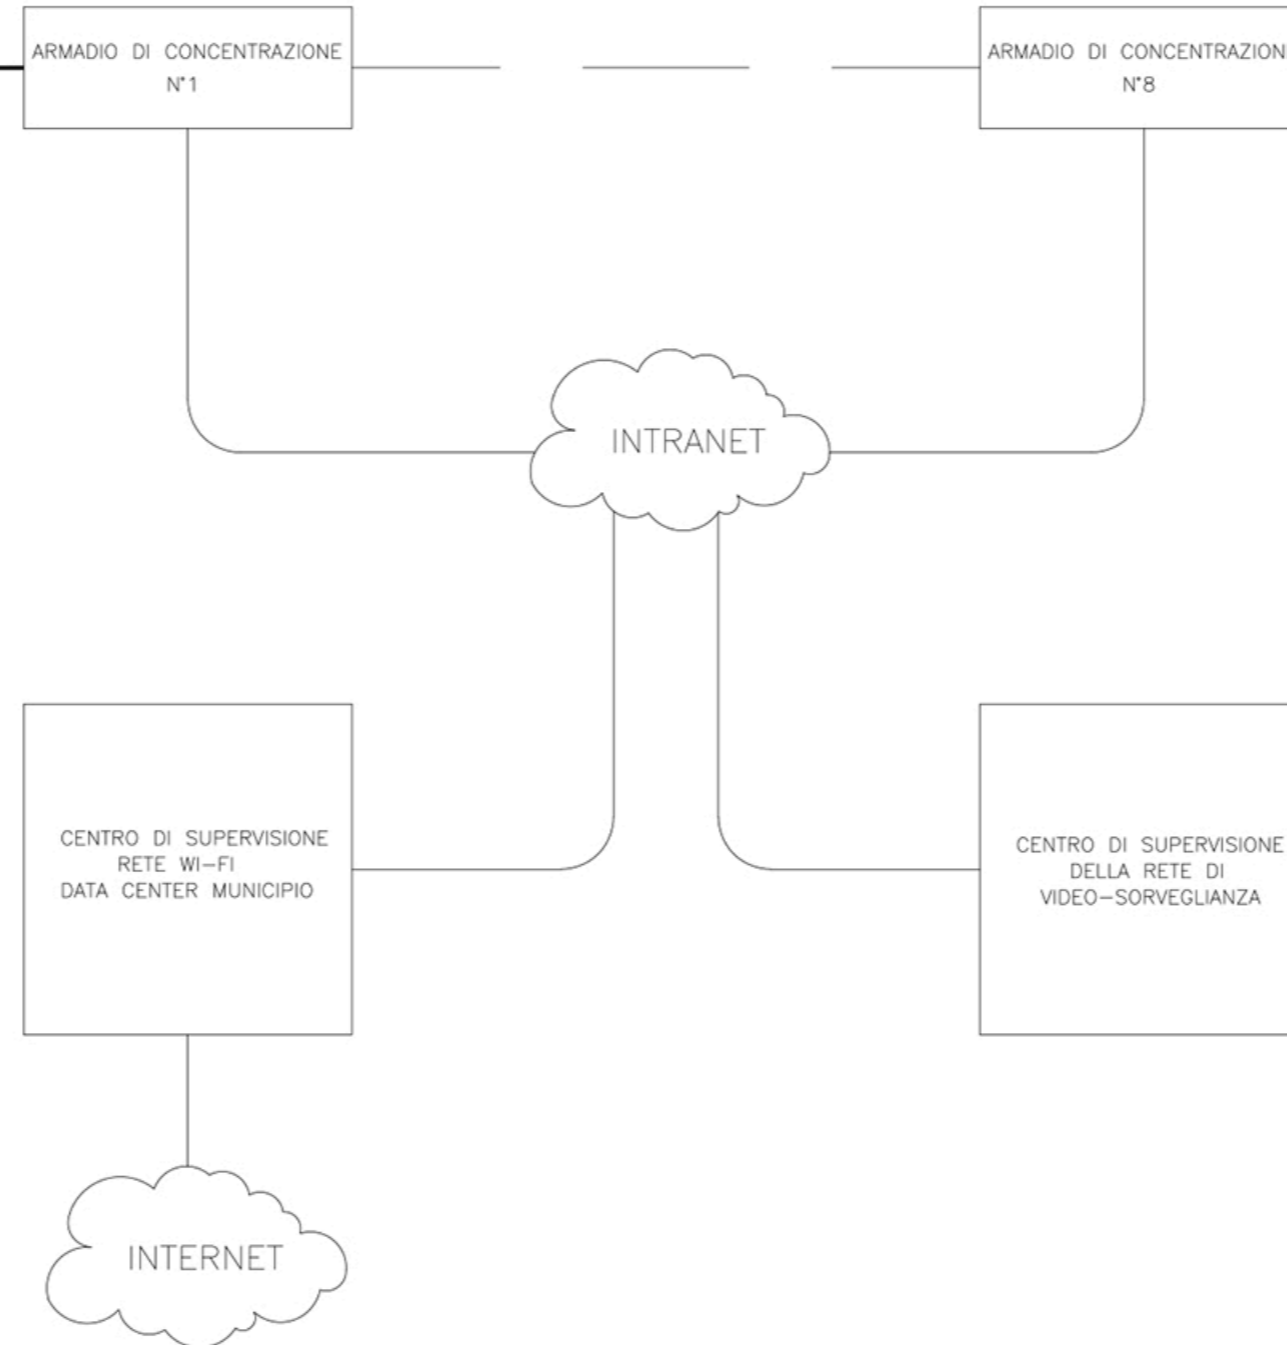 ARMADIO DI CONCENTRAZIONE
N°1
ARMADIO DI CONCENTRAZION
N°8
INTRANET
CENTRO DI SUPERVISIONE
RETE WI-FI
DATA CENTER MUNICIPIO
CENTRO DI SUPERVISIONE
DELLA RETE DI
VIDEO-SORVEGLIANZA
INTERNET